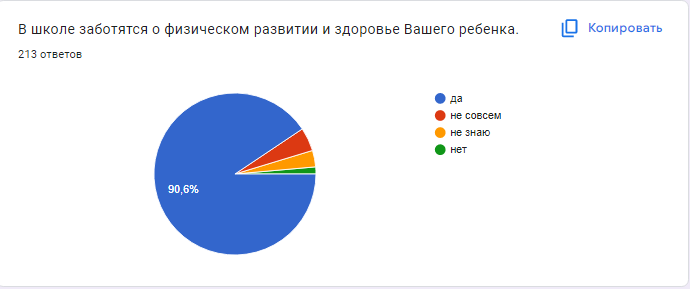 В школе заботятся о физическом развитии и здоровье Вашего ребенка.
Копировать
213 ответов
да
не совсем
не знаю
нет
90,6%